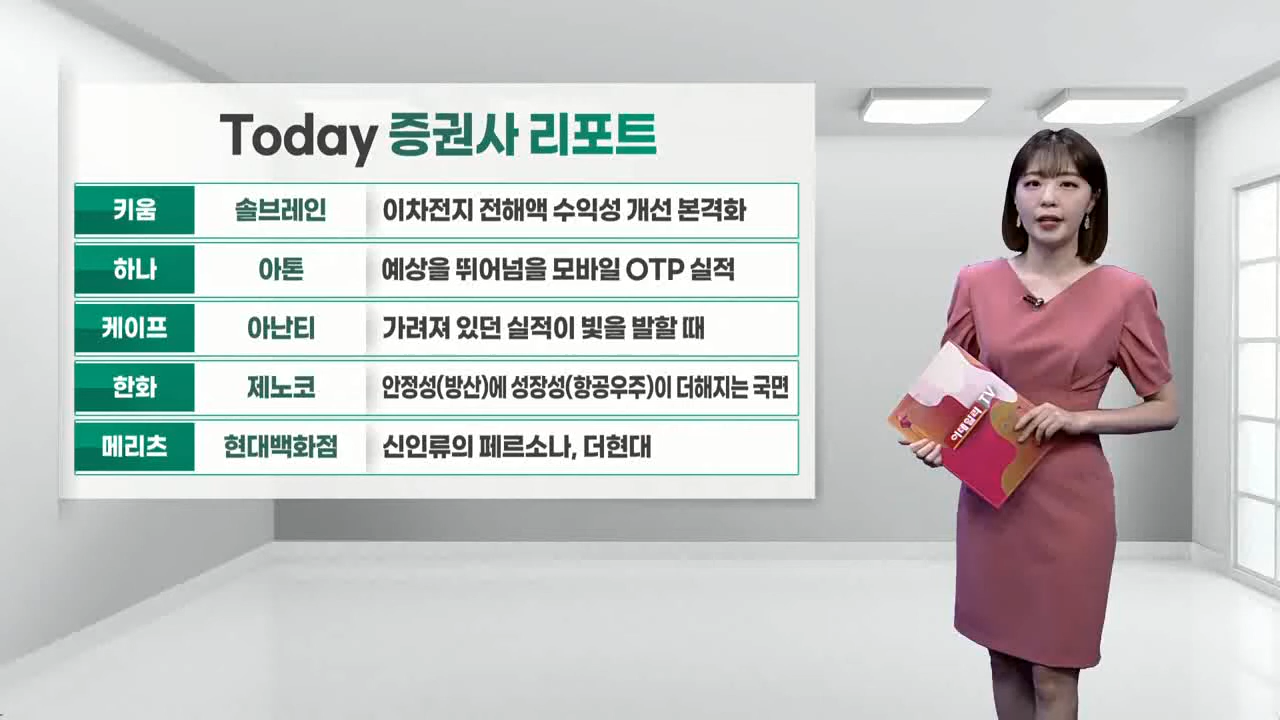 Today 증권사 리포트
키움 솔브레인 이차전지 전해액 수익성 개선 본격화
하나 아톤 예상을 뛰어넘을 모바일 OTP 실적
케이프 아난티 가려져 있던 실적이 빛을 발할 때
한화 제노코 안정성(방산)에 성장성(항공우주)이 더해지는 국면
메리츠 현대백화점 신인류의 페르소나, 더현대
이데일리 TV